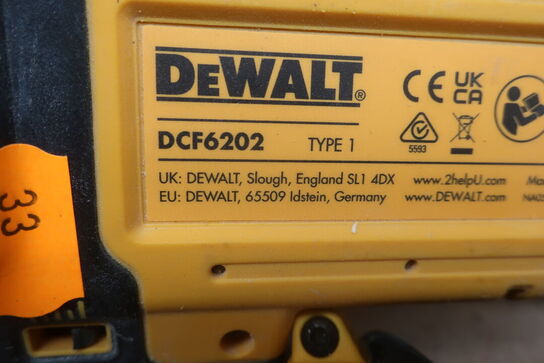 DEWALT®
CE UK CA
DCF6202 TYPE 1
5593
UK: DEWALT, Slough, England SL1 4DX www.2helpU.com
EU: DEWALT, 65509 Idstein, Germany www.DEWALT.com
33